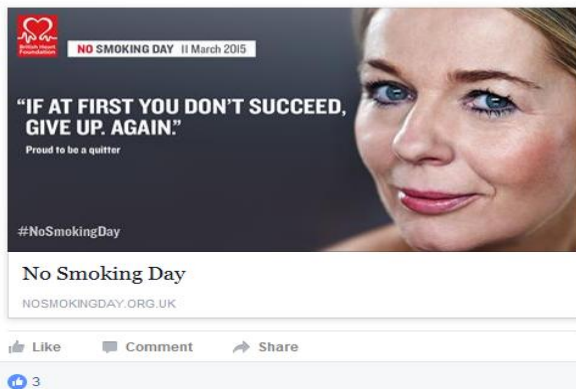 British Heart
Foundation
NO SMOKING DAY 11 March 2015
“IF AT FIRST YOU DON'T SUCCEED,
GIVE UP. AGAIN.”
Proud to be a quitter
#NoSmokingDay
No Smoking Day
NOSMOKINGDAY.ORG.UK
Like Comment Share
3